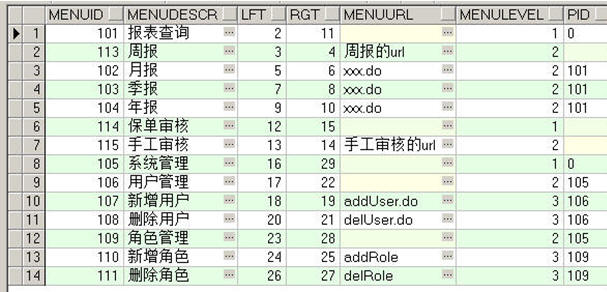 MENUID MENUDESCR LFT RGT MENUURL MENULEVEL PID
1 101 报表查询 ... 2 11 ... 1 0
2 113 周报 ... 3 4 周报的url ... 2
3 102 月报 ... 5 6 xxx.do ... 2 101
4 103 季报 ... 7 8 xxx.do ... 2 101
5 104 年报 ... 9 10 xxx.do ... 2 101
6 114 保单审核 ... 12 15 ... 1
7 115 手工审核 ... 13 14 手工审核的url ... 2
8 105 系统管理 ... 16 29 ... 1 0
9 106 用户管理 ... 17 22 ... 2 105
10 107 新增用户 ... 18 19 addUser.do ... 3 106
11 108 删除用户 ... 20 21 delUser.do ... 3 106
12 109 角色管理 ... 23 28 ... 2 105
13 110 新增角色 ... 24 25 addRole ... 3 109
14 111 删除角色 ... 26 27 delRole ... 3 109